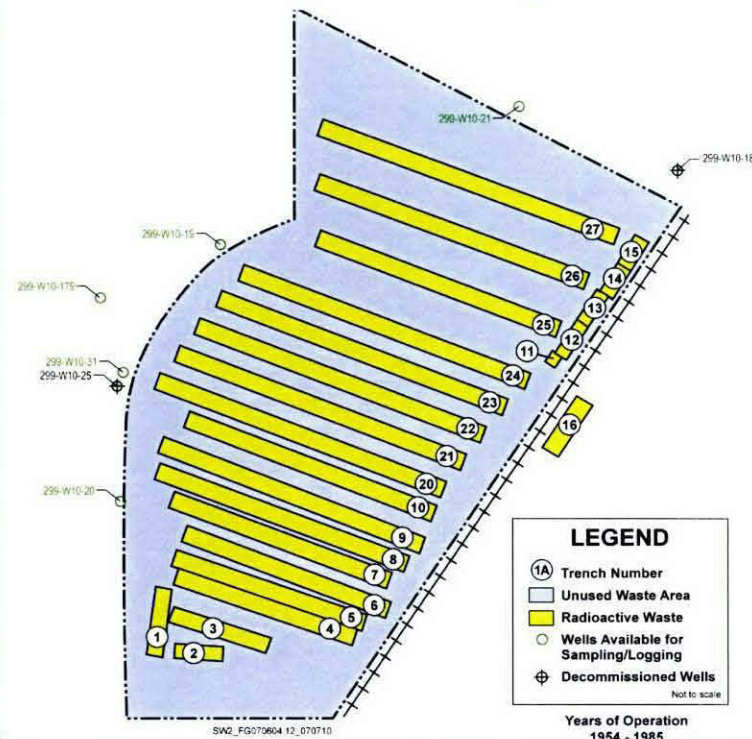 299-W10-21
299-W10-18
27
15
299-W10-19
14
26
299-W10-179
13
25
12
11
299-W10-31
24
299-W10-25
23
16
22
21
20
299-W10-20
10
9
8
7
6
5
4
3
1
2
LEGEND
1A Trench Number
Unused Waste Area
Radioactive Waste
Wells Available for
Sampling/Logging
Decommissioned Wells
Not to scale
SW2_FG070604.12_070710
Years of Operation
1954 - 1985